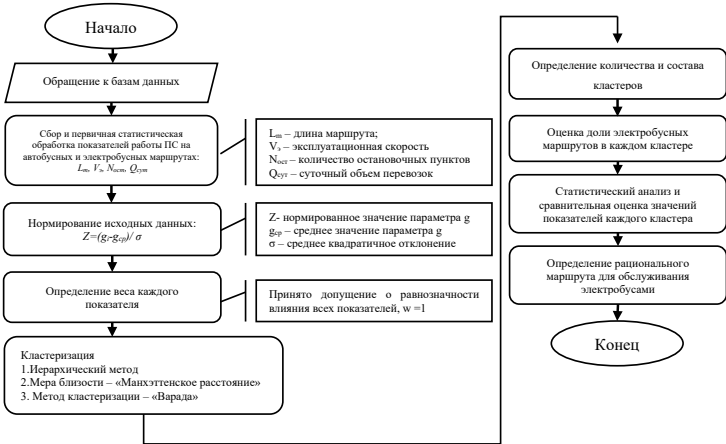 Начало
Обращение к базам данных
Сбор и первичная статистическая
обработка показателей работы ПС на
автобусных и электробусных маршрутах:
Lm, Vэ, Nост, Qсут
Lm – длина маршрута;
Vэ – эксплуатационная скорость
Nост – количество остановочных пунктов
Qсут – суточный объем перевозок
Нормирование исходных данных:
Z=(gi-gср)/ σ
Z- нормированное значение параметра g
gср – среднее значение параметра g
σ – среднее квадратичное отклонение
Определение веса каждого
показателя
Принято допущение о равнозначности
влияния всех показателей, w =1
Кластеризация
1.Иерархический метод
2.Мера близости – «Манхэттенское расстояние»
3. Метод кластеризации – «Варада»
Определение количества и состава
кластеров
Оценка доли электробусных
маршрутов в каждом кластере
Статистический анализ и
сравнительная оценка значений
показателей каждого кластера
Определение рационального
маршрута для обслуживания
электробусами
Конец